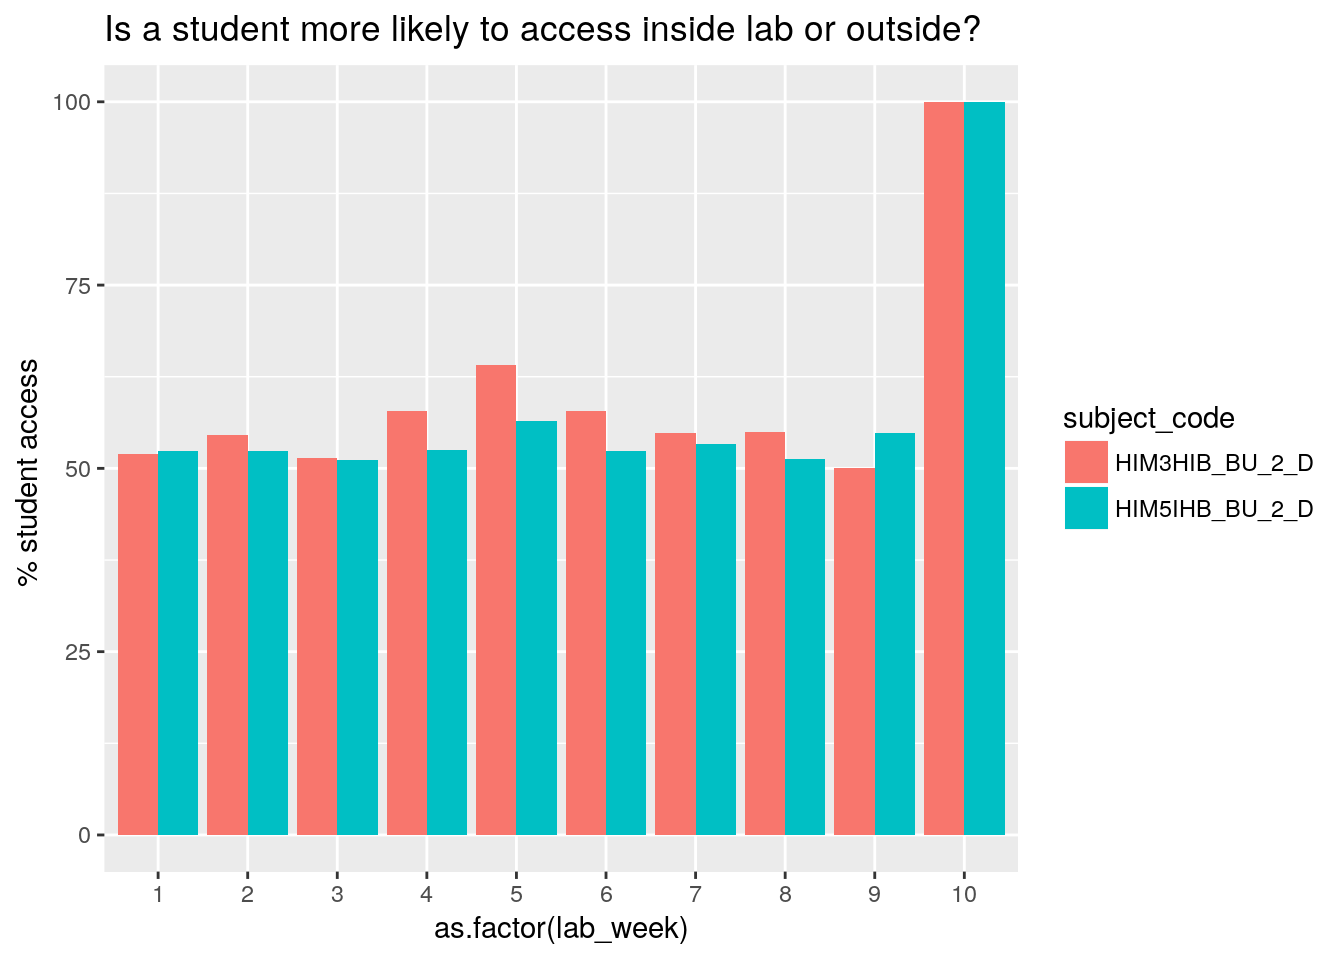 Is a student more likely to access inside lab or outside?
% student access
100
75
50
25
0
1 2 3 4 5 6 7 8 9 10
as.factor(lab_week)
subject_code
HIM3HIB_BU_2_D
HIM5IHB_BU_2_D